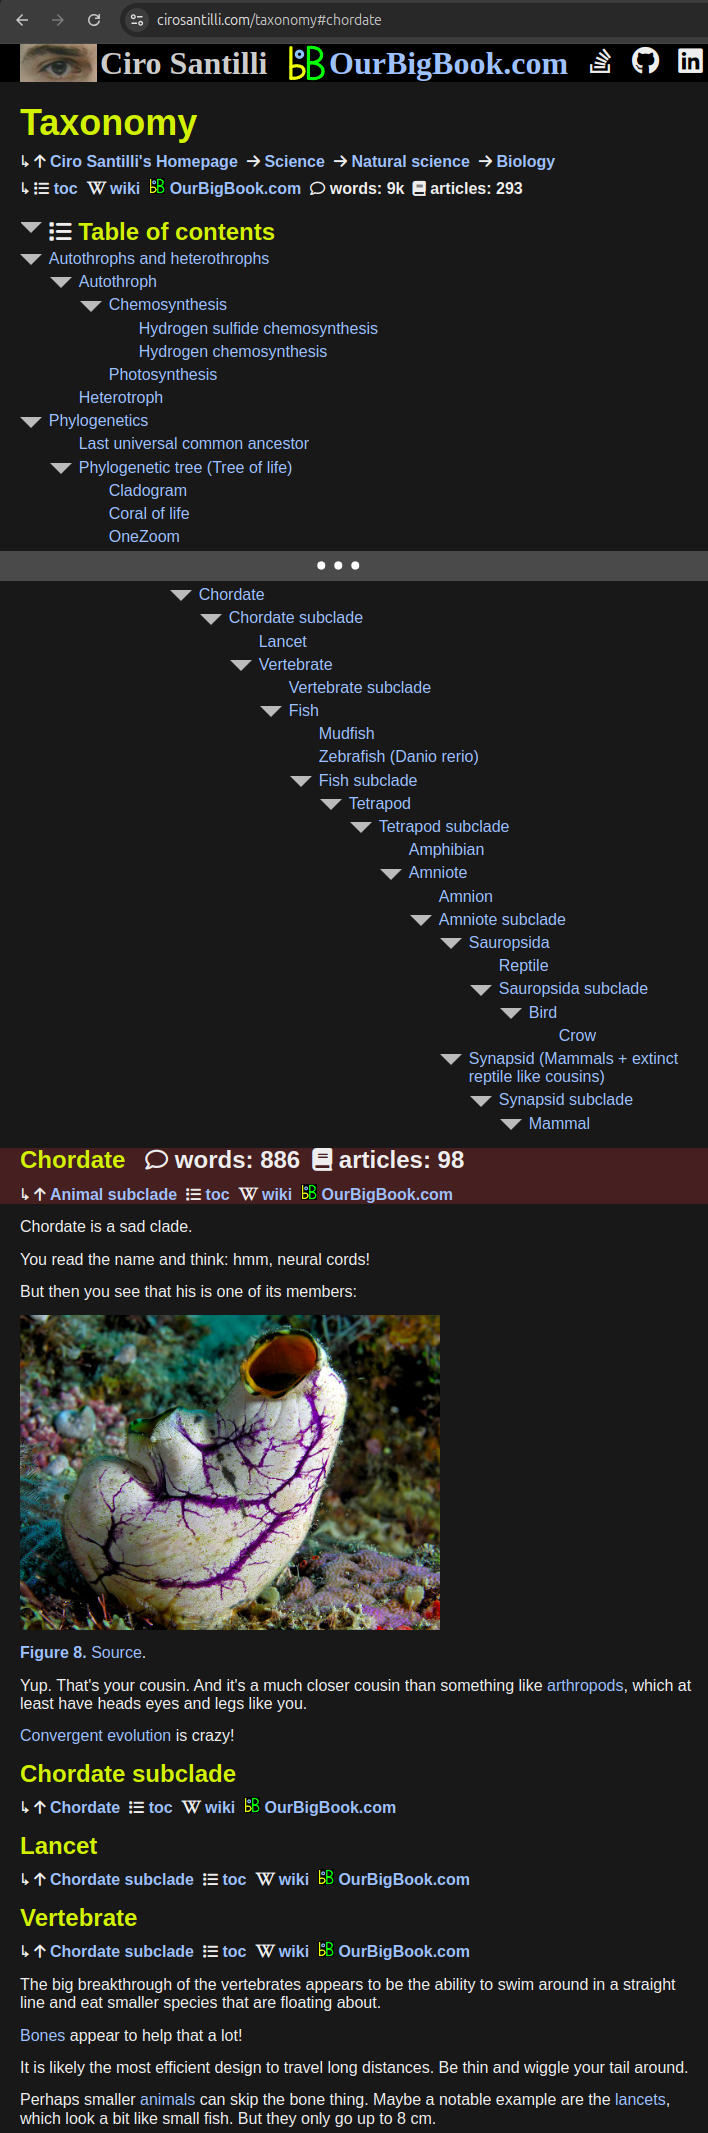 cirosantilli.com/taxonomy#chordate
Ciro Santilli OurBigBook.com
Taxonomy
↳ ↑ Ciro Santilli's Homepage → Science → Natural science → Biology
↳ toc wiki OurBigBook.com words: 9k articles: 293
Table of contents
Autothrophs and heterothrophs
Autothroph
Chemosynthesis
Hydrogen sulfide chemosynthesis
Hydrogen chemosynthesis
Photosynthesis
Heterotroph
Phylogenetics
Last universal common ancestor
Phylogenetic tree (Tree of life)
Cladogram
Coral of life
OneZoom
Chordate
Chordate subclade
Lancet
Vertebrate
Vertebrate subclade
Fish
Mudfish
Zebrafish (Danio rerio)
Fish subclade
Tetrapod
Tetrapod subclade
Amphibian
Amniote
Amnion
Amniote subclade
Sauropsida
Reptile
Sauropsida subclade
Bird
Crow
Synapsid (Mammals + extinct
reptile like cousins)
Synapsid subclade
Mammal
Chordate words: 886 articles: 98
↳ ↑ Animal subclade toc wiki OurBigBook.com
Chordate is a sad clade.
You read the name and think: hmm, neural cords!
But then you see that his is one of its members:
Figure 8. Source.
Yup. That's your cousin. And it's a much closer cousin than something like arthropods, which at
least have heads eyes and legs like you.
Convergent evolution is crazy!
Chordate subclade
↳ ↑ Chordate toc wiki OurBigBook.com
Lancet
↳ ↑ Chordate subclade toc wiki OurBigBook.com
Vertebrate
↳ ↑ Chordate subclade toc wiki OurBigBook.com
The big breakthrough of the vertebrates appears to be the ability to swim around in a straight
line and eat smaller species that are floating about.
Bones appear to help that a lot!
It is likely the most efficient design to travel long distances. Be thin and wiggle your tail around.
Perhaps smaller animals can skip the bone thing. Maybe a notable example are the lancets,
which look a bit like small fish. But they only go up to 8 cm.